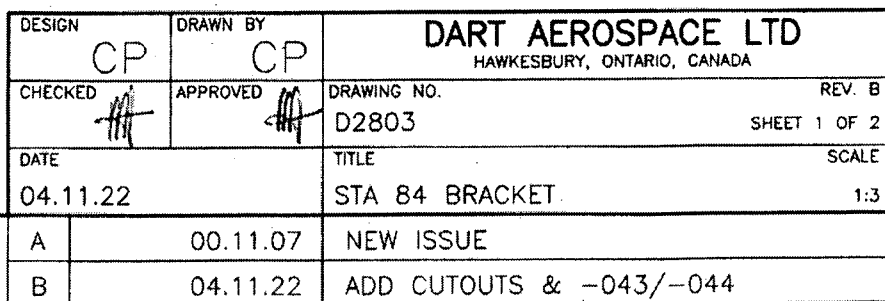 DESIGN
CP
DRAWN BY
CP
DART AEROSPACE LTD
HAWKESBURY, ONTARIO, CANADA
CHECKED
APPROVED
DRAWING NO.
D2803
REV. B
SHEET 1 OF 2
DATE
04.11.22
TITLE
STA 84 BRACKET
SCALE
1:3
A 00.11.07 NEW ISSUE
B 04.11.22 ADD CUTOUTS & -043/-044